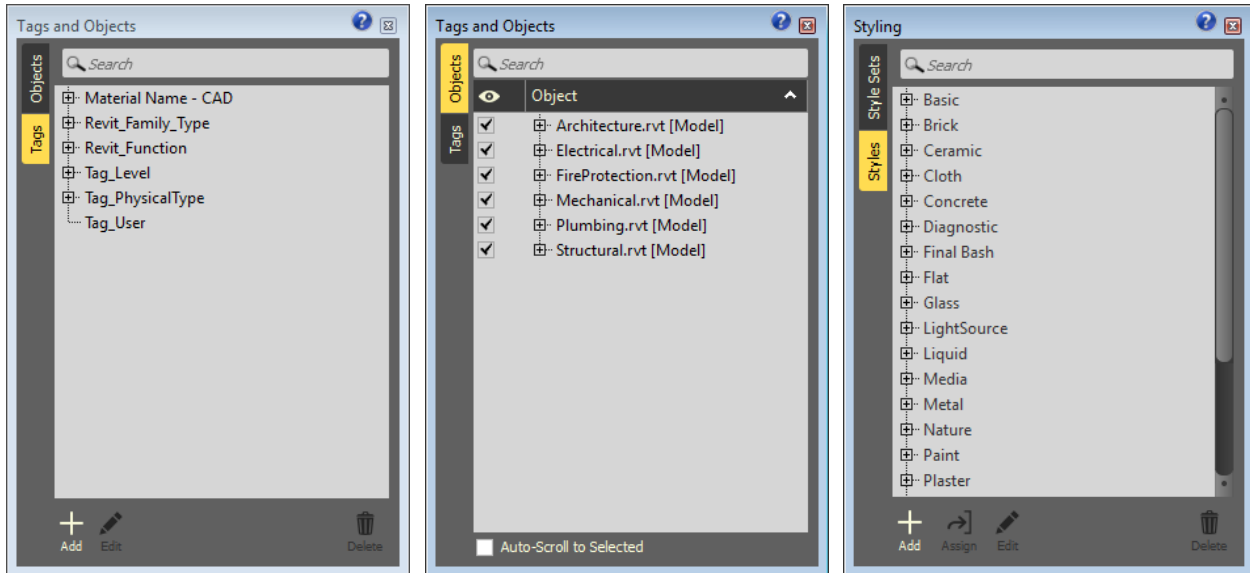 Tags and Objects
Objects
Tags
Search
Material Name - CAD
Revit_Family_Type
Revit_Function
Tag_Level
Tag_PhysicalType
Tag_User
Add
Edit
Delete
Tags and Objects
Objects
Tags
Search
Object
Architecture.rvt [Model]
Electrical.rvt [Model]
FireProtection.rvt [Model]
Mechanical.rvt [Model]
Plumbing.rvt [Model]
Structural.rvt [Model]
Auto-Scroll to Selected
Styling
Style Sets
Styles
Search
Basic
Brick
Ceramic
Cloth
Concrete
Diagnostic
Final Bash
Flat
Glass
LightSource
Liquid
Media
Metal
Nature
Paint
Plaster
Add
Assign
Edit
Delete